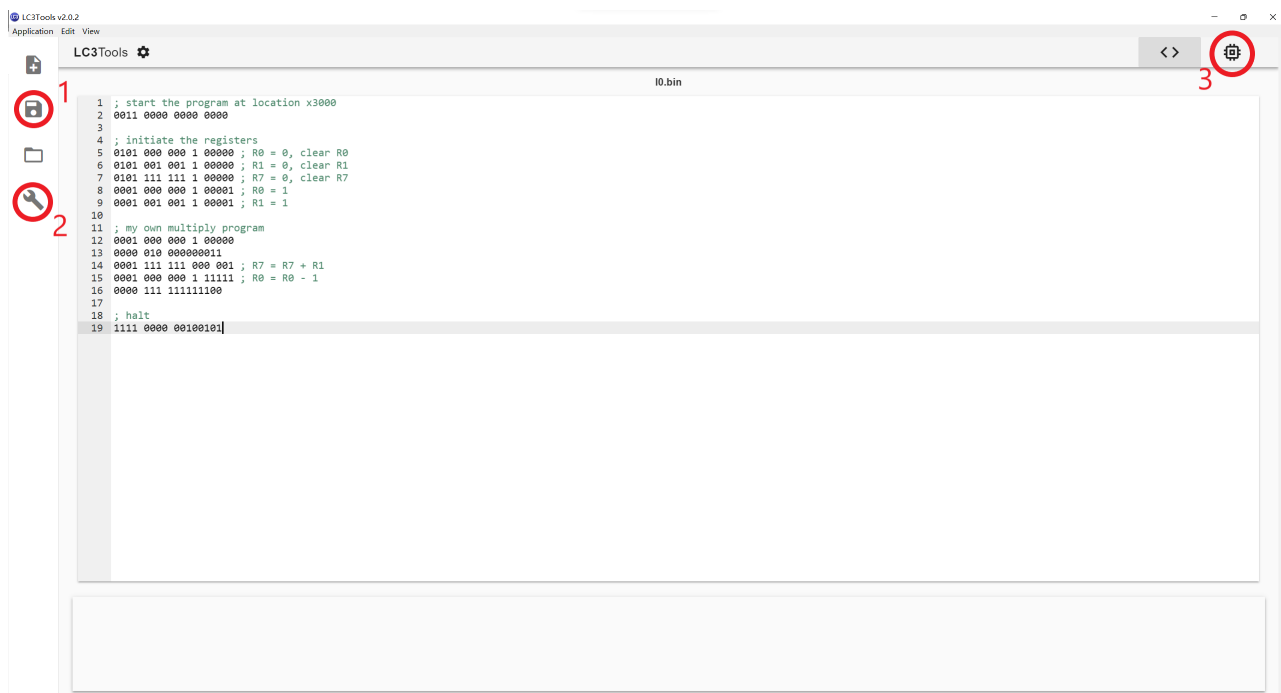 LC3Tools v2.0.2
Application Edit View
LC3Tools
l0.bin
1
2
3
1 ; start the program at location x3000
2 0011 0000 0000 0000
3
4 ; initiate the registers
5 0101 000 000 1 00000 ; R0 = 0, clear R0
6 0101 001 001 1 00000 ; R1 = 0, clear R1
7 0101 111 111 1 00000 ; R7 = 0, clear R7
8 0001 000 000 1 00001 ; R0 = 1
9 0001 001 001 1 00001 ; R1 = 1
10
11 ; my own multiply program
12 0001 000 000 1 00000
13 0000 010 000000011
14 0001 111 111 000 001 ; R7 = R7 + R1
15 0001 000 000 1 11111 ; R0 = R0 - 1
16 0000 111 111111100
17
18 ; halt
19 1111 0000 00100101